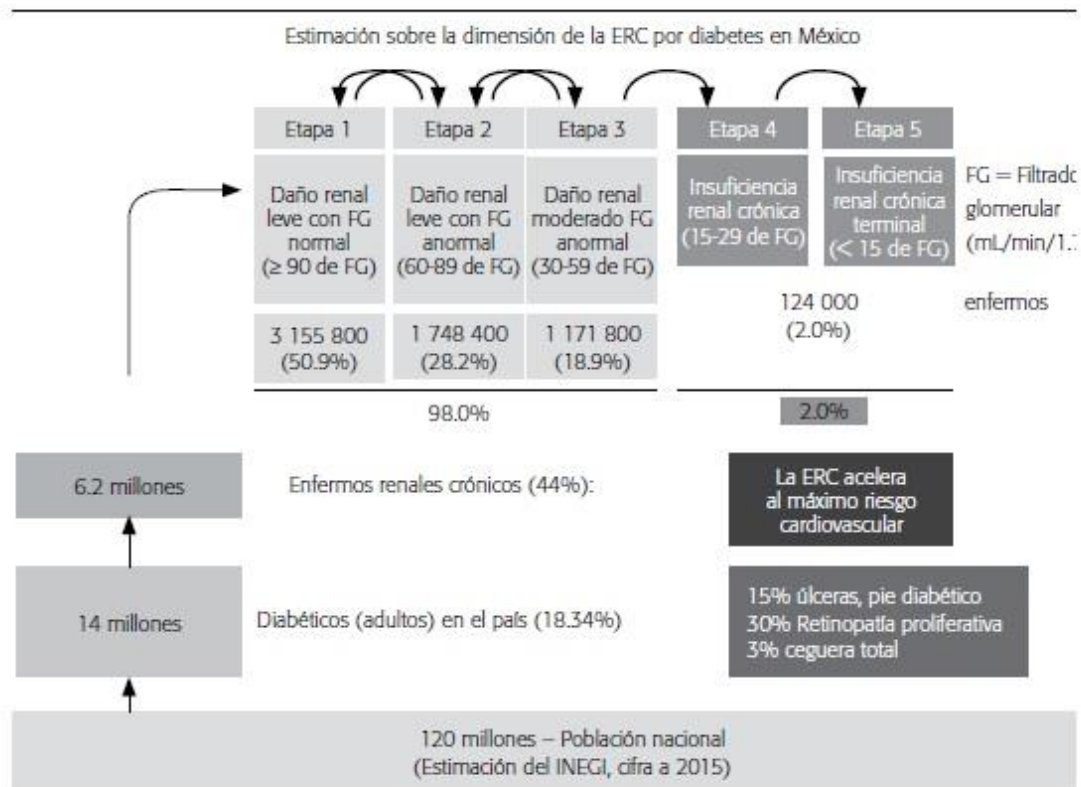 Estimación sobre la dimensión de la ERC por diabetes en México
Etapa 1
Etapa 2
Etapa 3
Etapa 4
Etapa 5
Daño renal
leve con FG
normal
(≥ 90 de FG)
Daño renal
leve con FG
anormal
(60-89 de FG)
Daño renal
moderado FG
anormal
(30-59 de FG)
Insuficiencia
renal crónica
(15-29 de FG)
Insuficiencia
renal crónica
terminal
(< 15 de FG)
FG = Filtrado
glomerular
(mL/min/1.
3 155 800
(50.9%)
1 748 400
(28.2%)
1 171 800
(18.9%)
124 000
(2.0%)
enfermos
98.0%
2.0%
6.2 millones
Enfermos renales crónicos (44%):
La ERC acelera
al máximo riesgo
cardiovascular
14 millones
Diabéticos (adultos) en el país (18.34%)
15% úlceras, pie diabético
30% Retinopatía proliferativa
3% ceguera total
120 millones – Población nacional
(Estimación del INEGI, cifra a 2015)